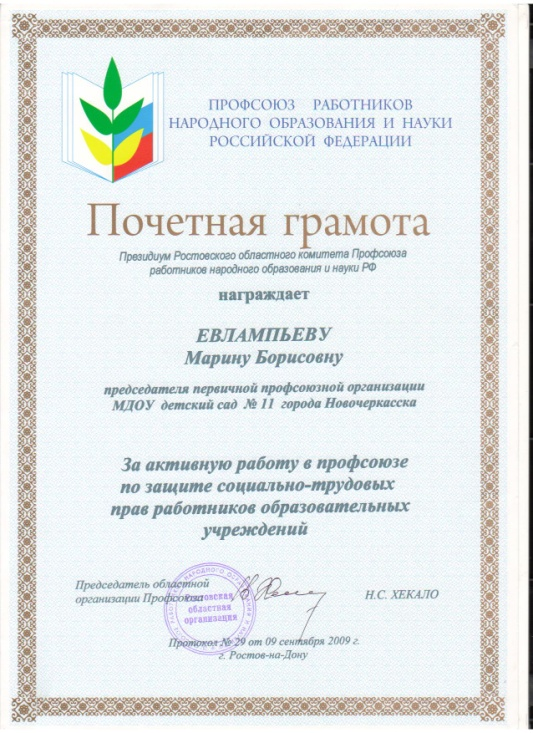 ПРОФСОЮЗ РАБОТНИКОВ
НАРОДНОГО ОБРАЗОВАНИЯ И НАУКИ
РОССИЙСКОЙ ФЕДЕРАЦИИ
Почетная грамота
Президиум Ростовского областного комитета Профсоюза
работников народного образования и науки РФ
награждает
ЕВЛАМПЬЕВУ
Марину Борисовну
председателя первичной профсоюзной организации
МДОУ детский сад № 11 города Новочеркасска
За активную работу в профсоюзе
по защите социально-трудовых
прав работников образовательных
учреждений
Председатель областной
организации Профсоюза
Н.С. ХЕКАЛО
Ростовская
областная
организация
Протокол № 29 от 09 сентября 2009 г.
г. Ростов-на-Дону